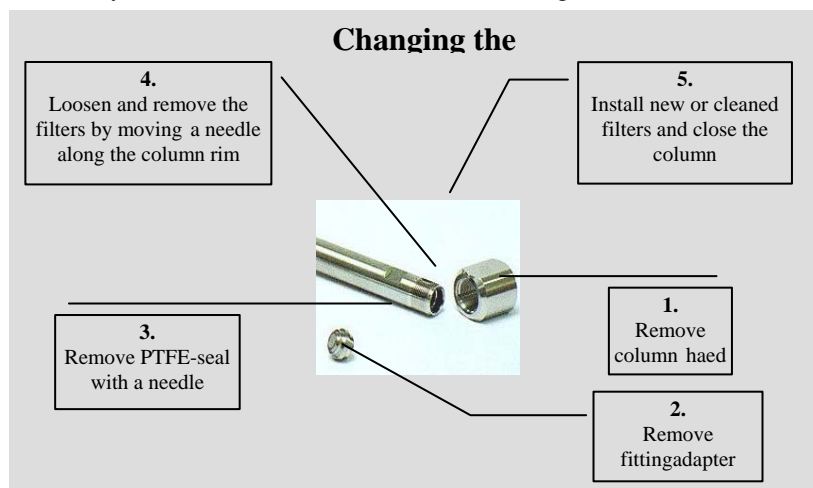 Changing the
4.
Loosen and remove the
filters by moving a needle
along the column rim
5.
Install new or cleaned
filters and close the
column
3.
Remove PTFE-seal
with a needle
1.
Remove
column haed
2.
Remove
fittingadapter